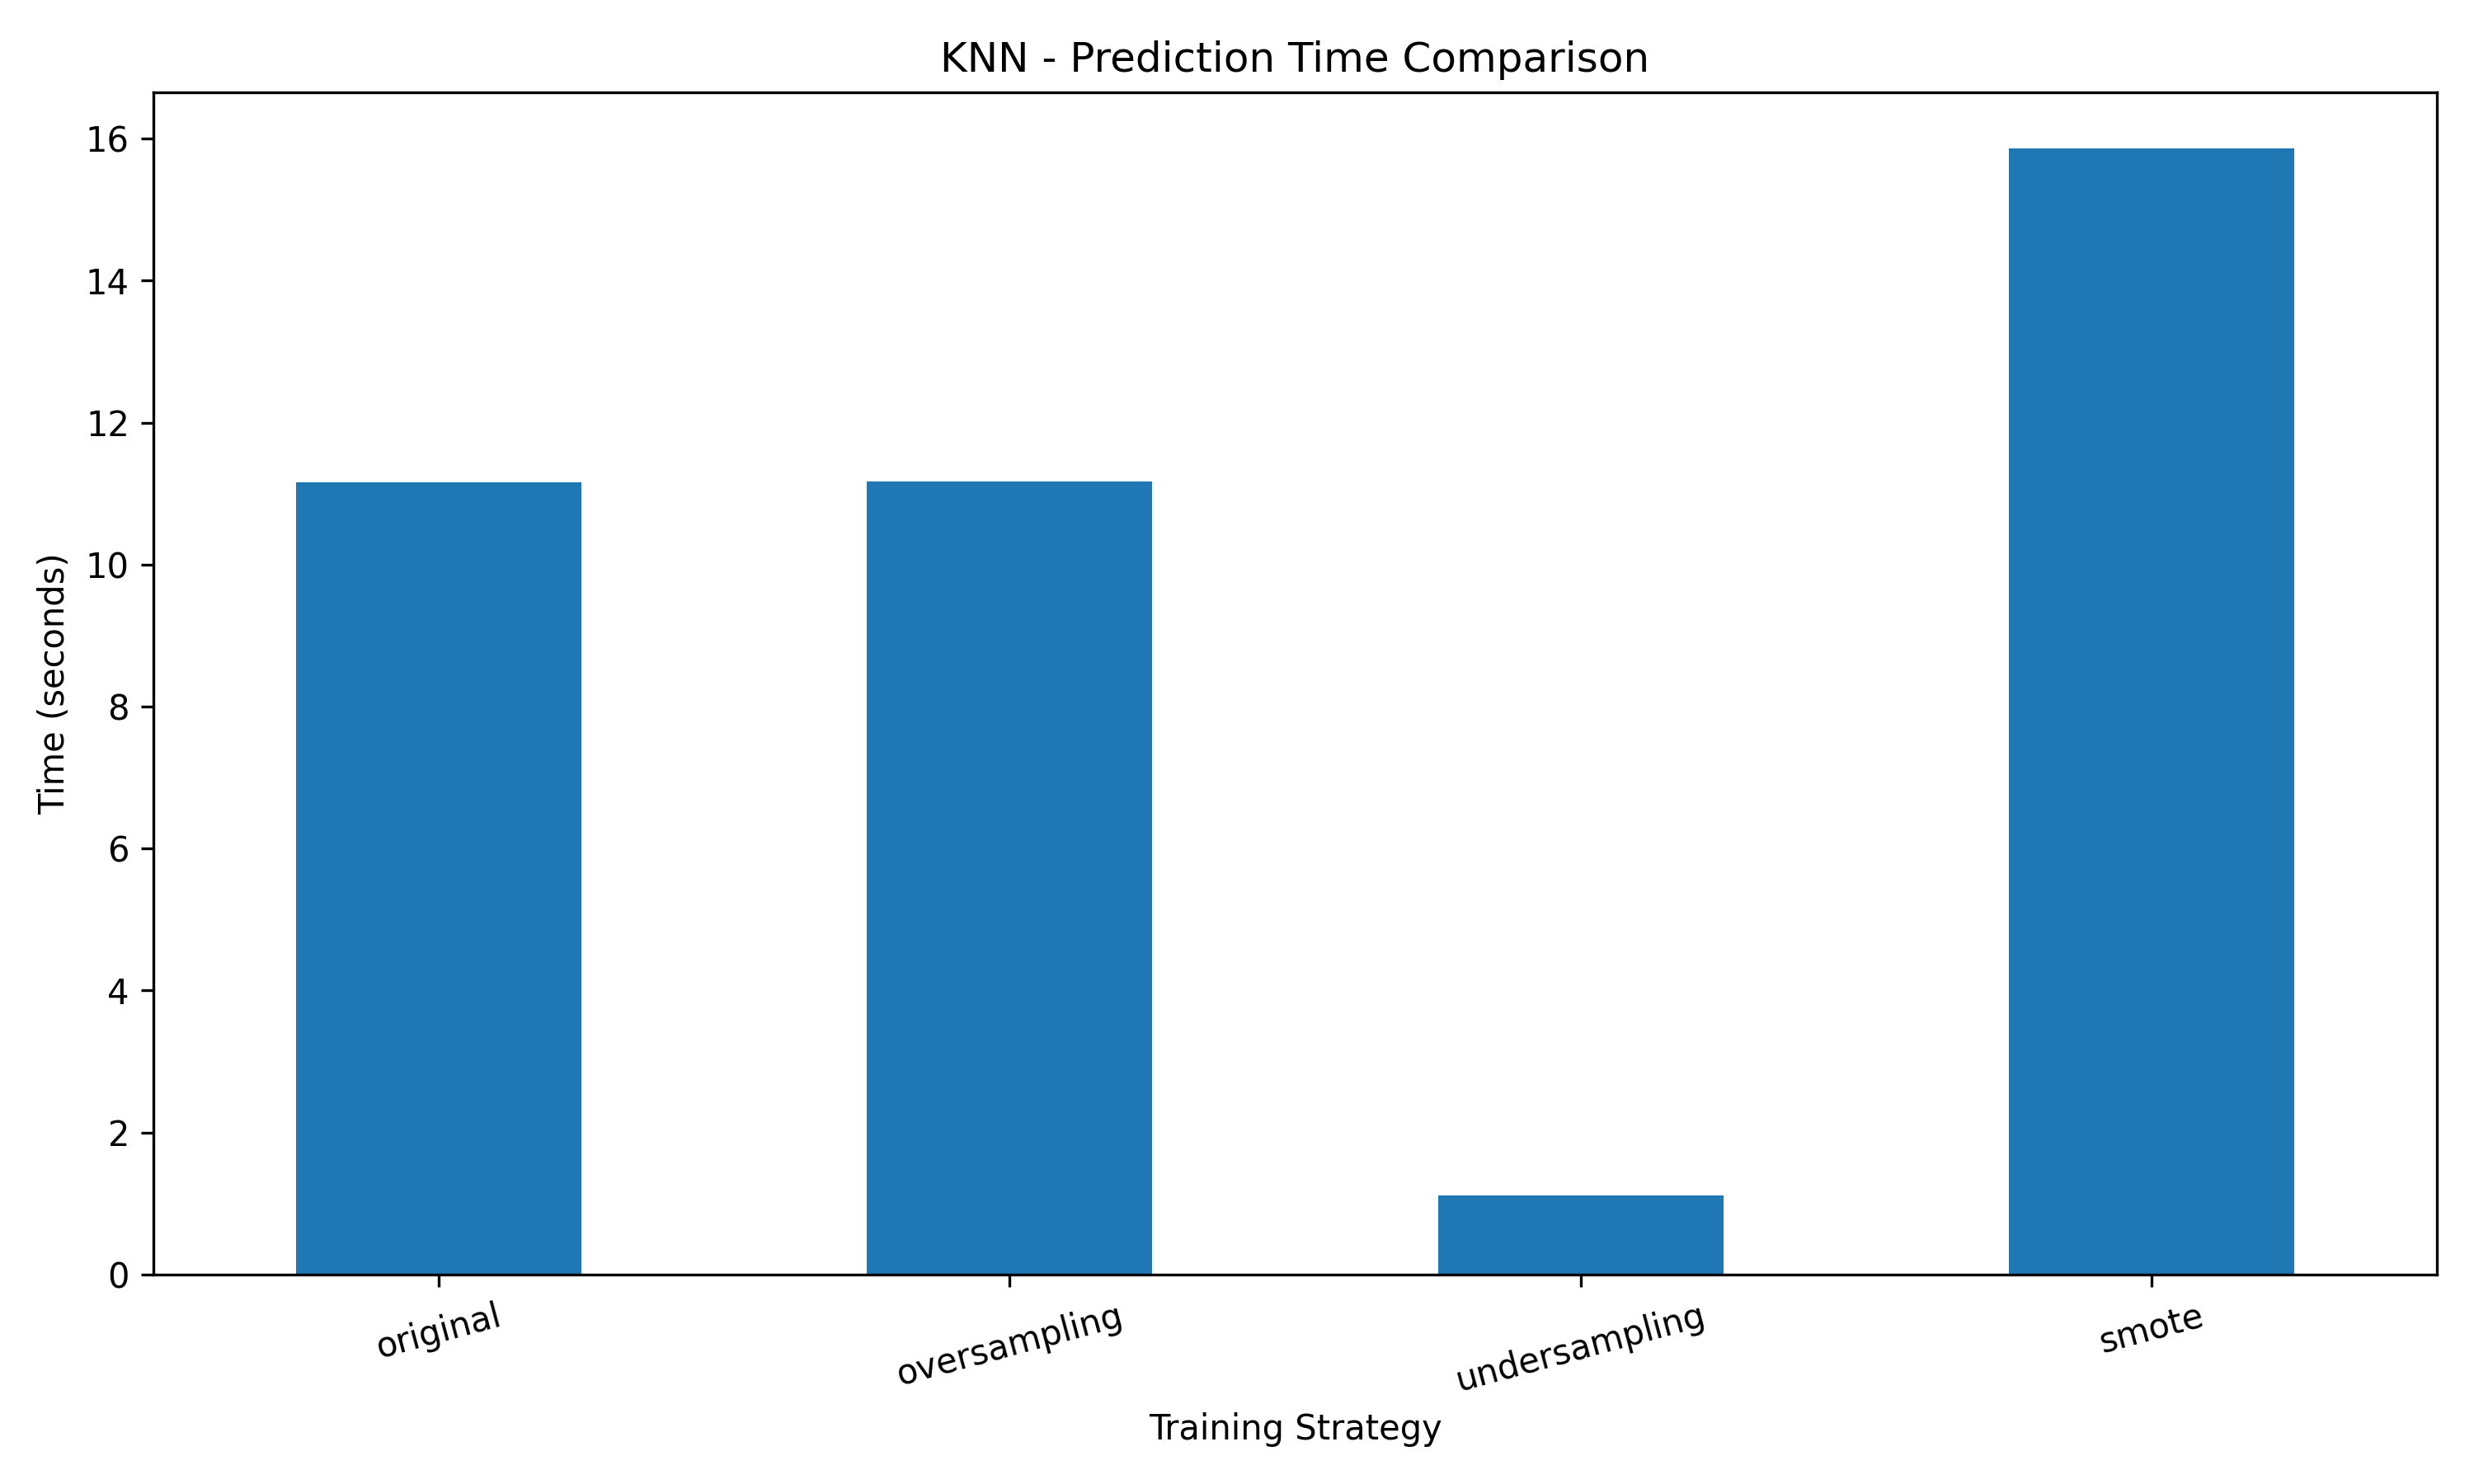 KNN - Prediction Time Comparison
Time (seconds)
16
14
12
10
8
6
4
2
0
original
oversampling
undersampling
smote
Training Strategy